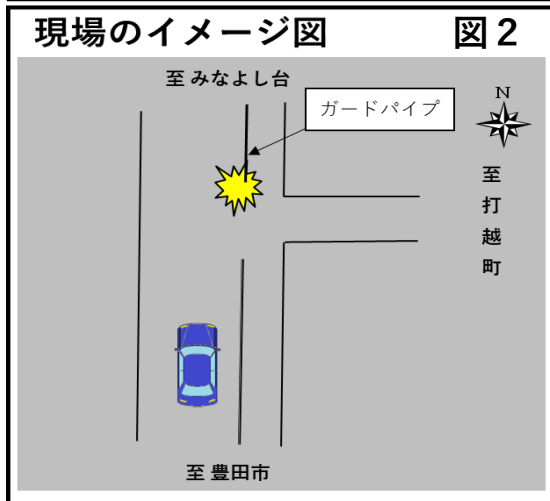 現場のイメージ図 図2
至 みなよし台
ガードパイプ
N
至打越町
至 豊田市